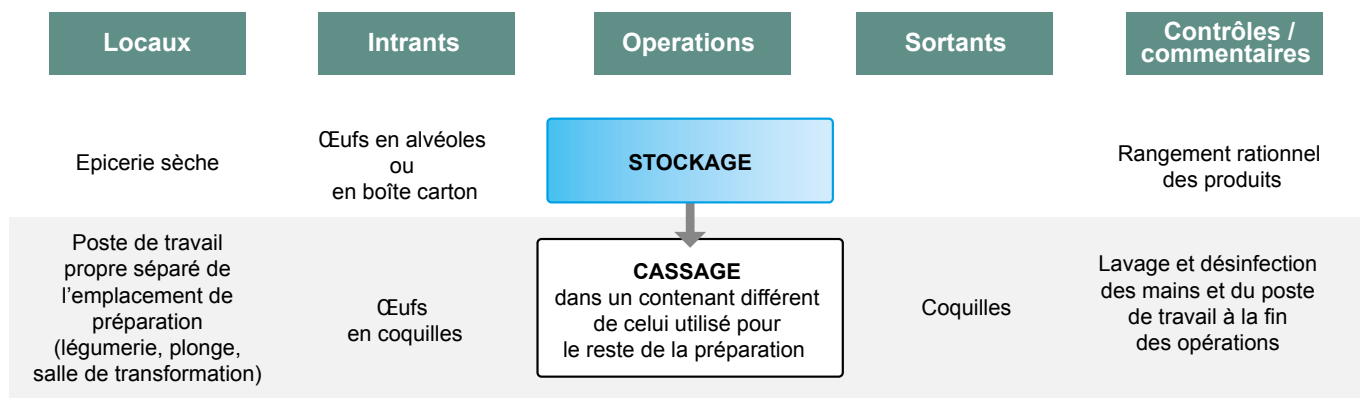 Locaux
Intrants
Operations
Sortants
Contrôles /
commentaires
Epicerie sèche
Œufs en alvéoles
ou
en boîte carton
STOCKAGE
Rangement rationnel
des produits
Poste de travail
propre séparé de
l’emplacement de
préparation
(légumerie, plonge,
salle de transformation)
Œufs
en coquilles
CASSAGE
dans un contenant différent
de celui utilisé pour
le reste de la préparation
Coquilles
Lavage et désinfection
des mains et du poste
de travail à la fin
des opérations